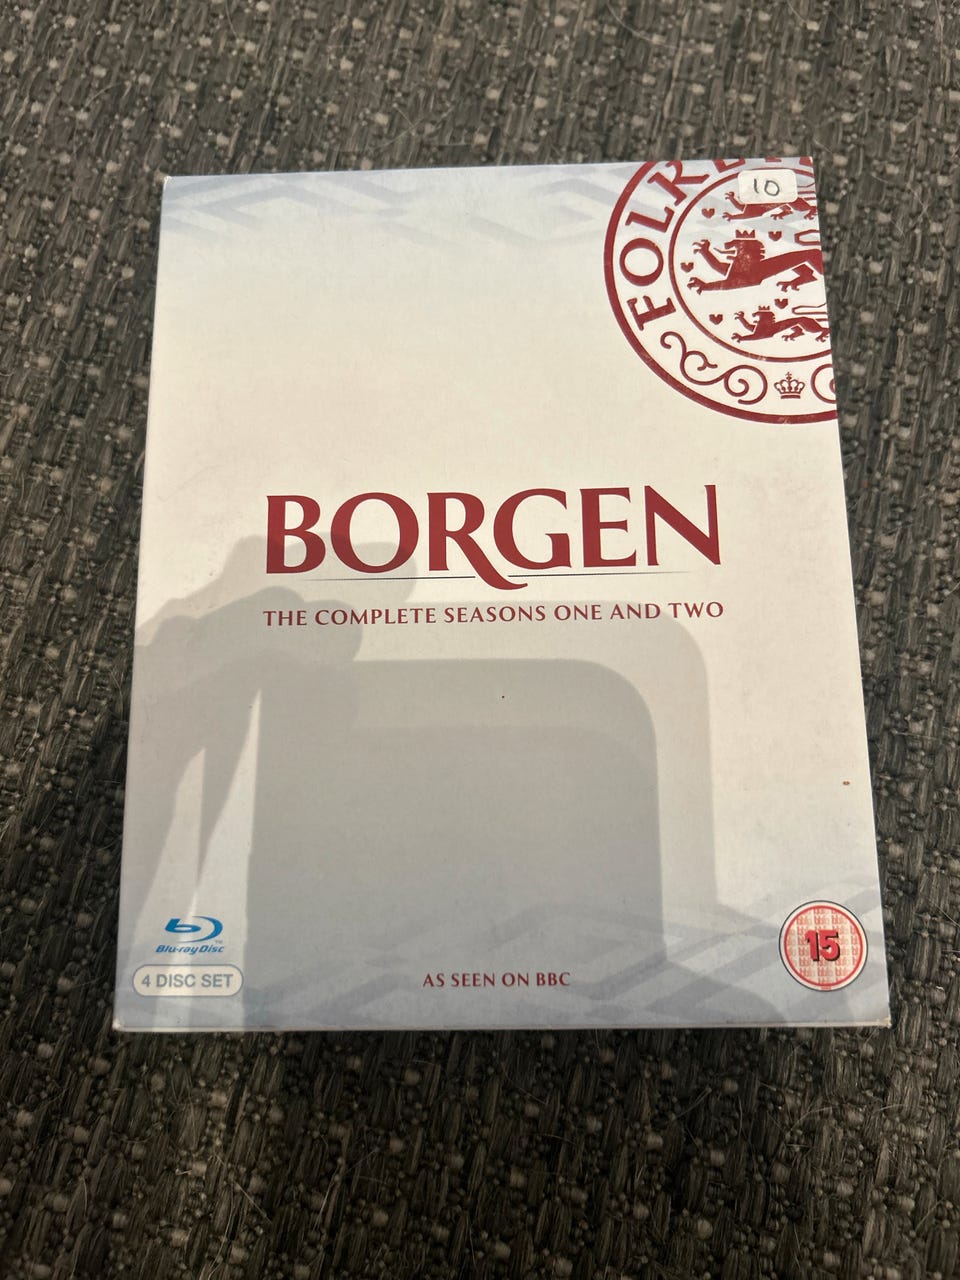 10
FOLKE
BORGEN
THE COMPLETE SEASONS ONE AND TWO
Blu-ray Disc™
4 DISC SET
AS SEEN ON BBC
15